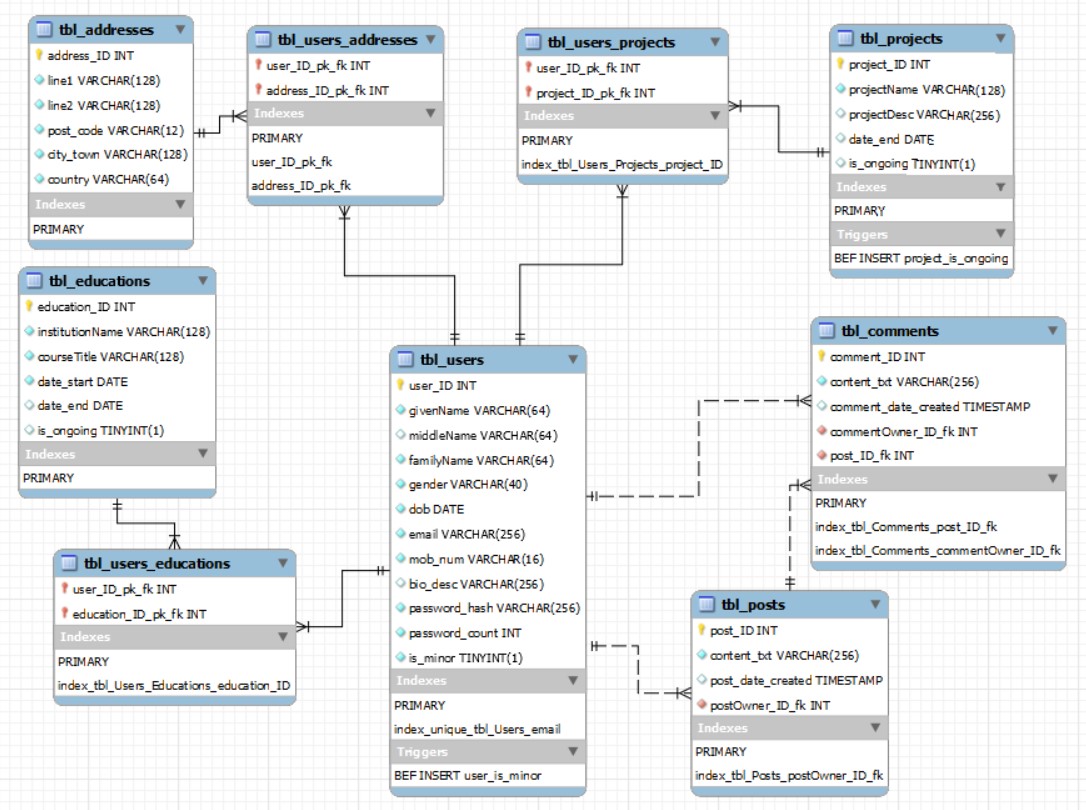 tbl_addresses
address_ID INT
line1 VARCHAR(128)
line2 VARCHAR(128)
post_code VARCHAR(12)
city_town VARCHAR(128)
country VARCHAR(64)
Indexes
PRIMARY
tbl_users_addresses
user_ID_pk_fk INT
address_ID_pk_fk INT
Indexes
PRIMARY
user_ID_pk_fk
address_ID_pk_fk
tbl_users_projects
user_ID_pk_fk INT
project_ID_pk_fk INT
Indexes
PRIMARY
index_tbl_Users_Projects_project_ID
tbl_projects
project_ID INT
projectName VARCHAR(128)
projectDesc VARCHAR(256)
date_end DATE
is_ongoing TINYINT(1)
Indexes
PRIMARY
Triggers
BEF INSERT project_is_ongoing
tbl_educations
education_ID INT
institutionName VARCHAR(128)
courseTitle VARCHAR(128)
date_start DATE
date_end DATE
is_ongoing TINYINT(1)
Indexes
PRIMARY
tbl_users
user_ID INT
givenName VARCHAR(64)
middleName VARCHAR(64)
familyName VARCHAR(64)
gender VARCHAR(40)
dob DATE
email VARCHAR(256)
mob_num VARCHAR(16)
bio_desc VARCHAR(256)
password_hash VARCHAR(256)
password_count INT
is_minor TINYINT(1)
Indexes
PRIMARY
index_unique_tbl_Users_email
Triggers
BEF INSERT user_is_minor
tbl_comments
comment_ID INT
content_txt VARCHAR(256)
comment_date_created TIMESTAMP
commentOwner_ID_fk INT
post_ID_fk INT
Indexes
PRIMARY
index_tbl_Comments_post_ID_fk
index_tbl_Comments_commentOwner_ID_fk
tbl_users_educations
user_ID_pk_fk INT
education_ID_pk_fk INT
Indexes
PRIMARY
index_tbl_Users_Educations_education_ID
tbl_posts
post_ID INT
content_txt VARCHAR(256)
post_date_created TIMESTAMP
postOwner_ID_fk INT
Indexes
PRIMARY
index_tbl_Posts_postOwner_ID_fk